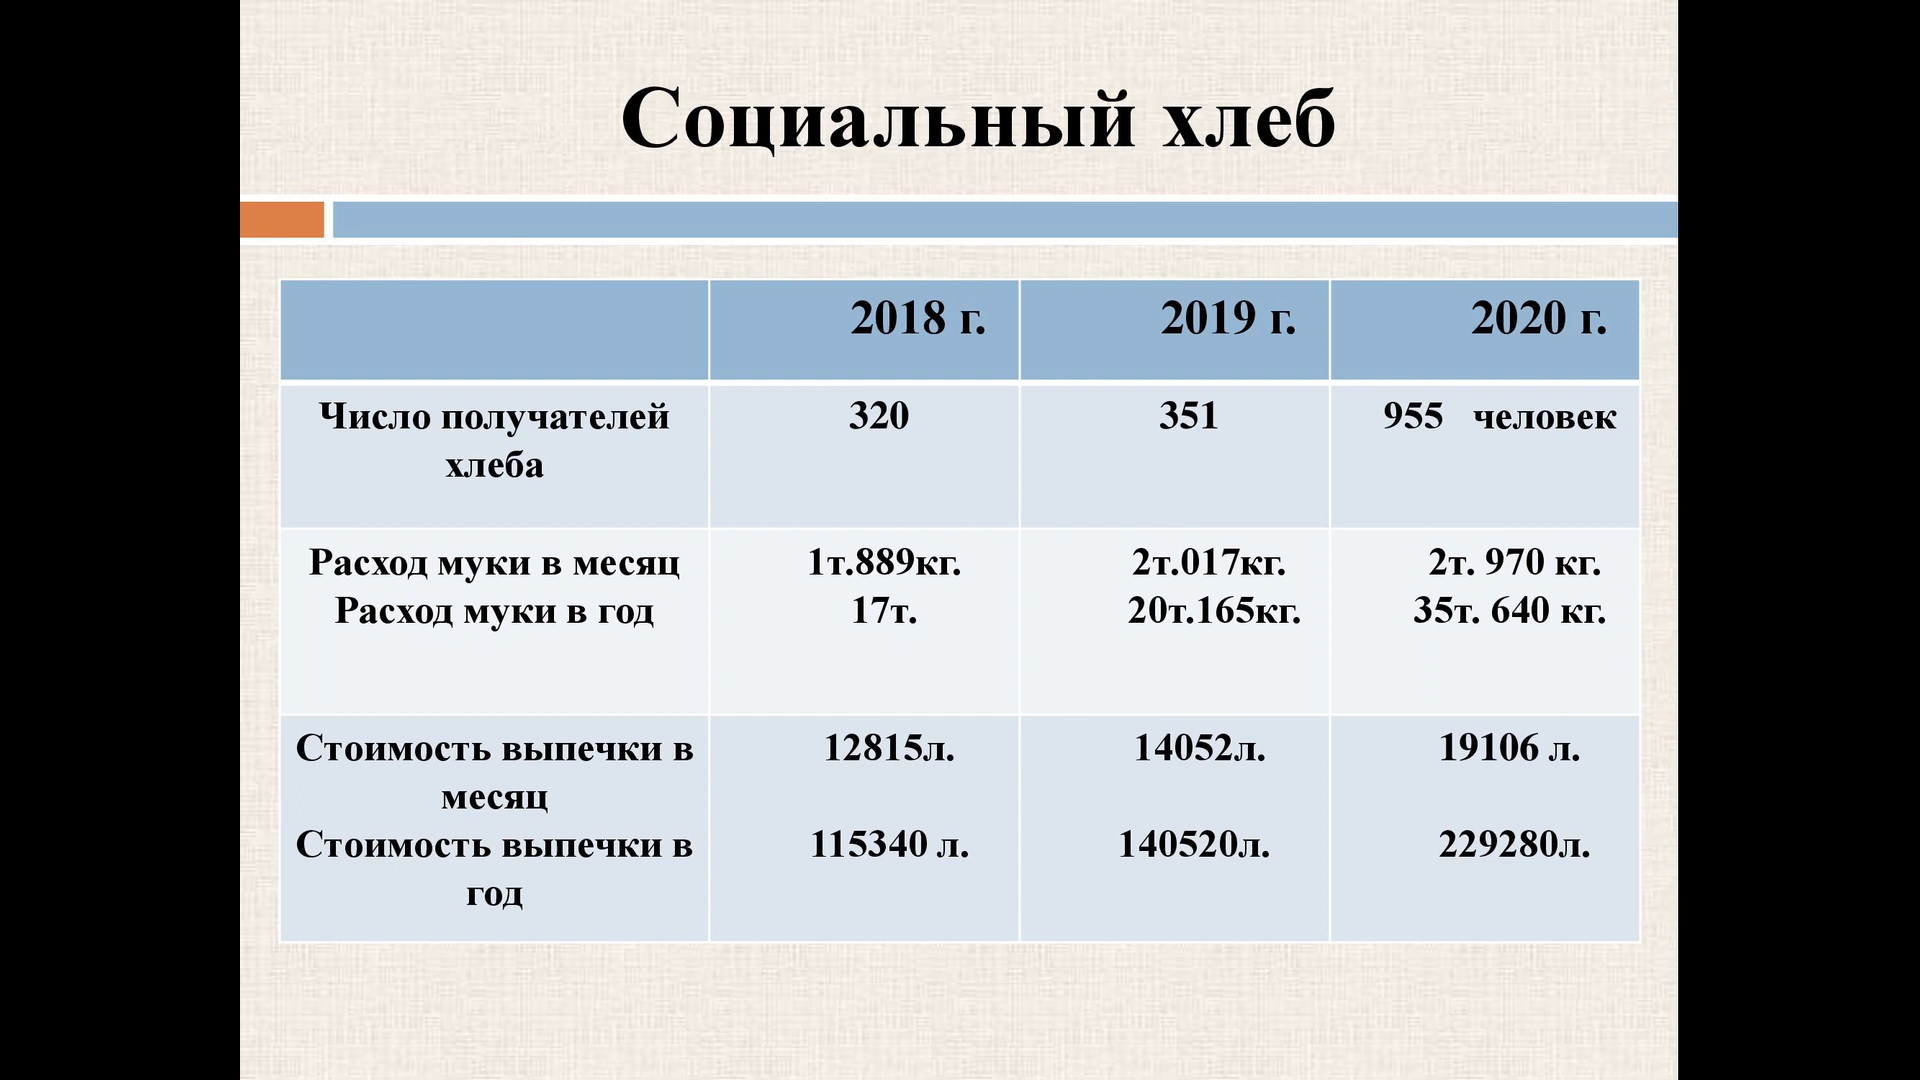 Социальный хлеб
2018 г. 2019 г. 2020 г.
Число получателей 320 351 955 человек
хлеба
Расход муки в месяц 1т.889кг. 2т.017кг. 2т. 970 кг.
Расход муки в год 17т. 20т.165кг. 35т. 640 кг.
Стоимость выпечки в 12815л. 14052л. 19106 л.
месяц
Стоимость выпечки в 115340 л. 140520л. 229280л.
год